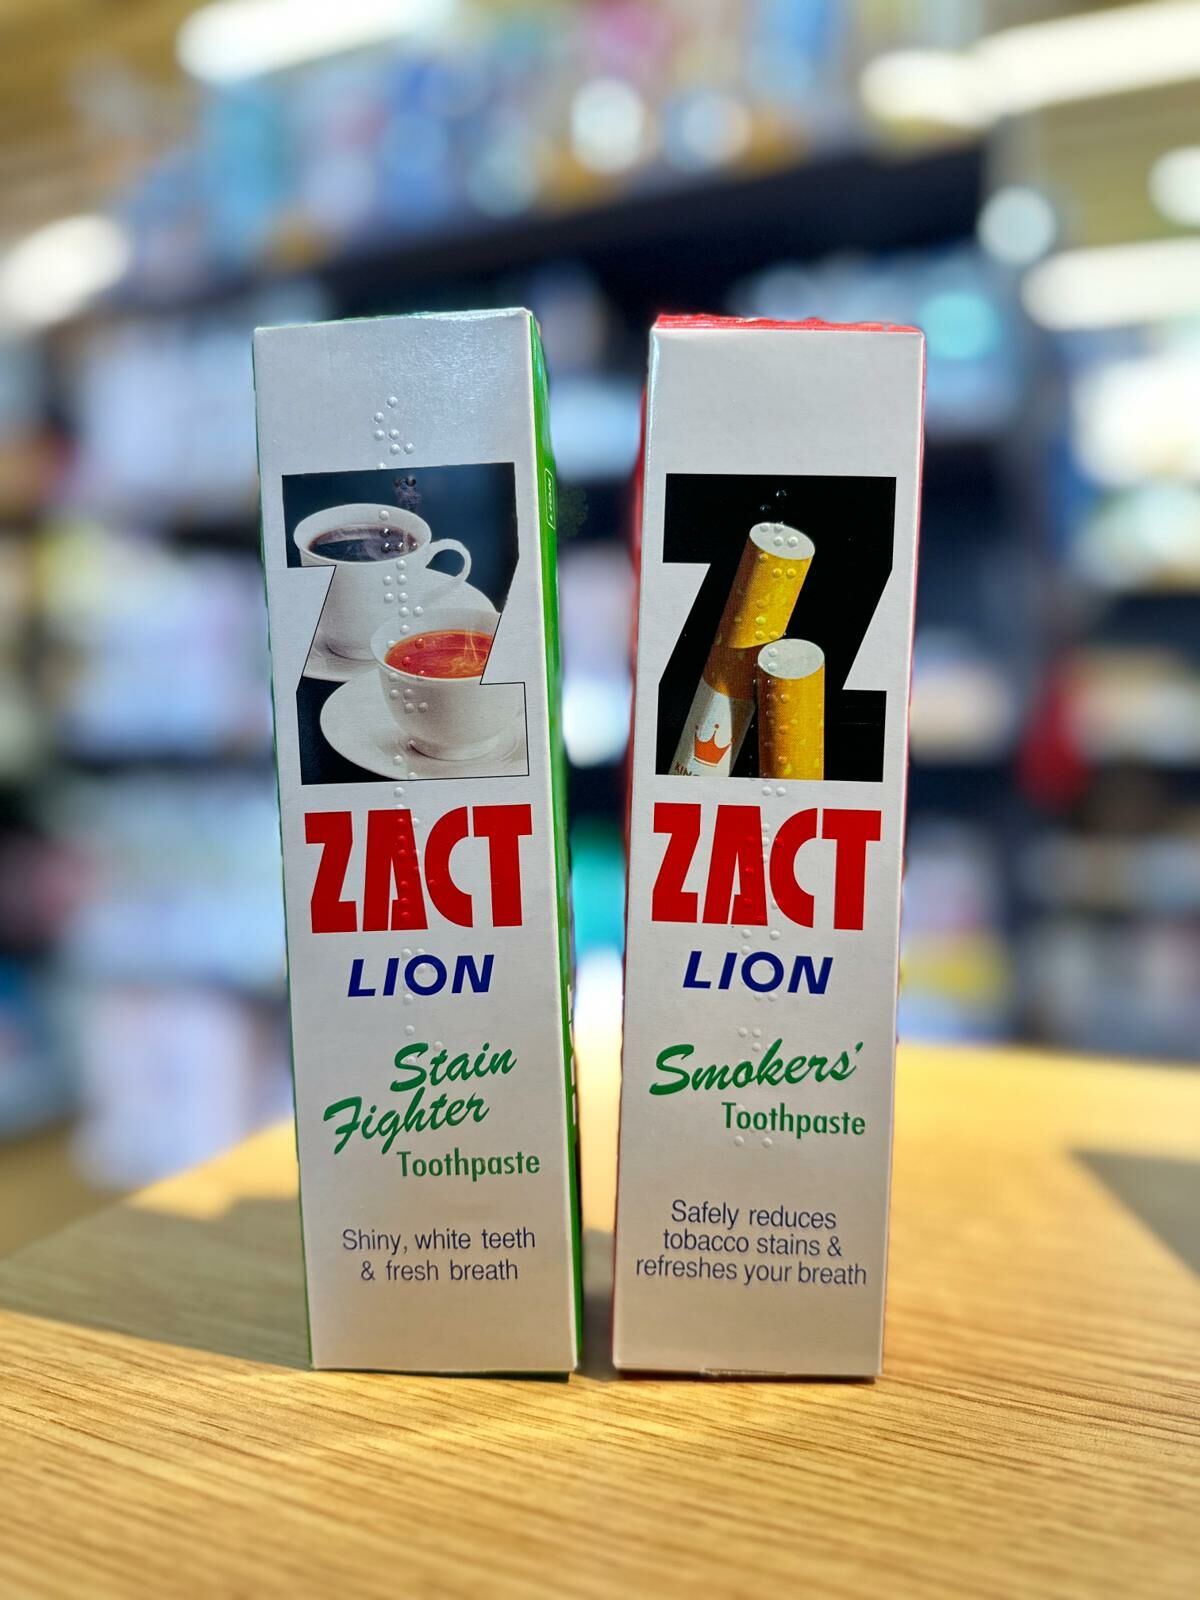 ZACT
LION
Stain
Fighter
Toothpaste
Shiny, white teeth
& fresh breath
ZACT
LION
Smokers'
Toothpaste
Safely reduces
tobacco stains &
refreshes your breath